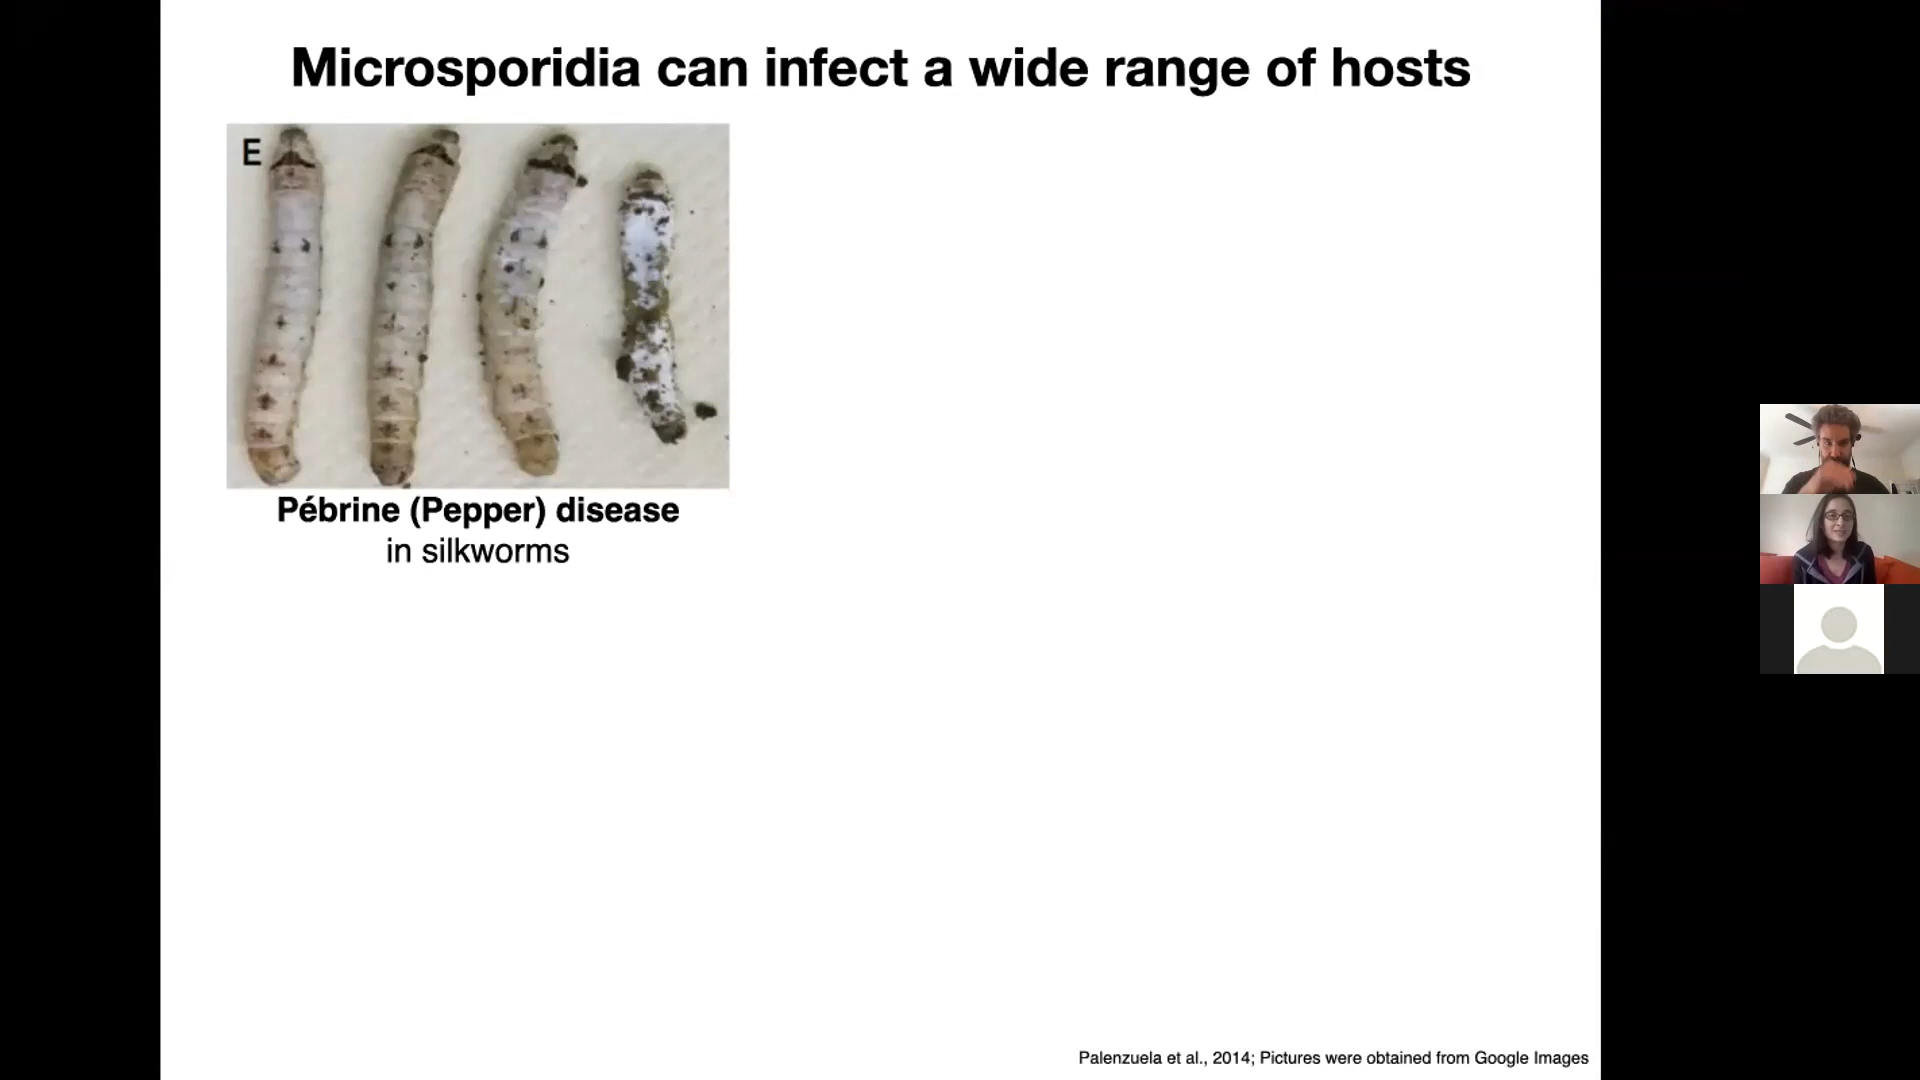 Microsporidia can infect a wide range of hosts
E
Pébrine (Pepper) disease
in silkworms
Palenzuela et al., 2014; Pictures were obtained from Google Images